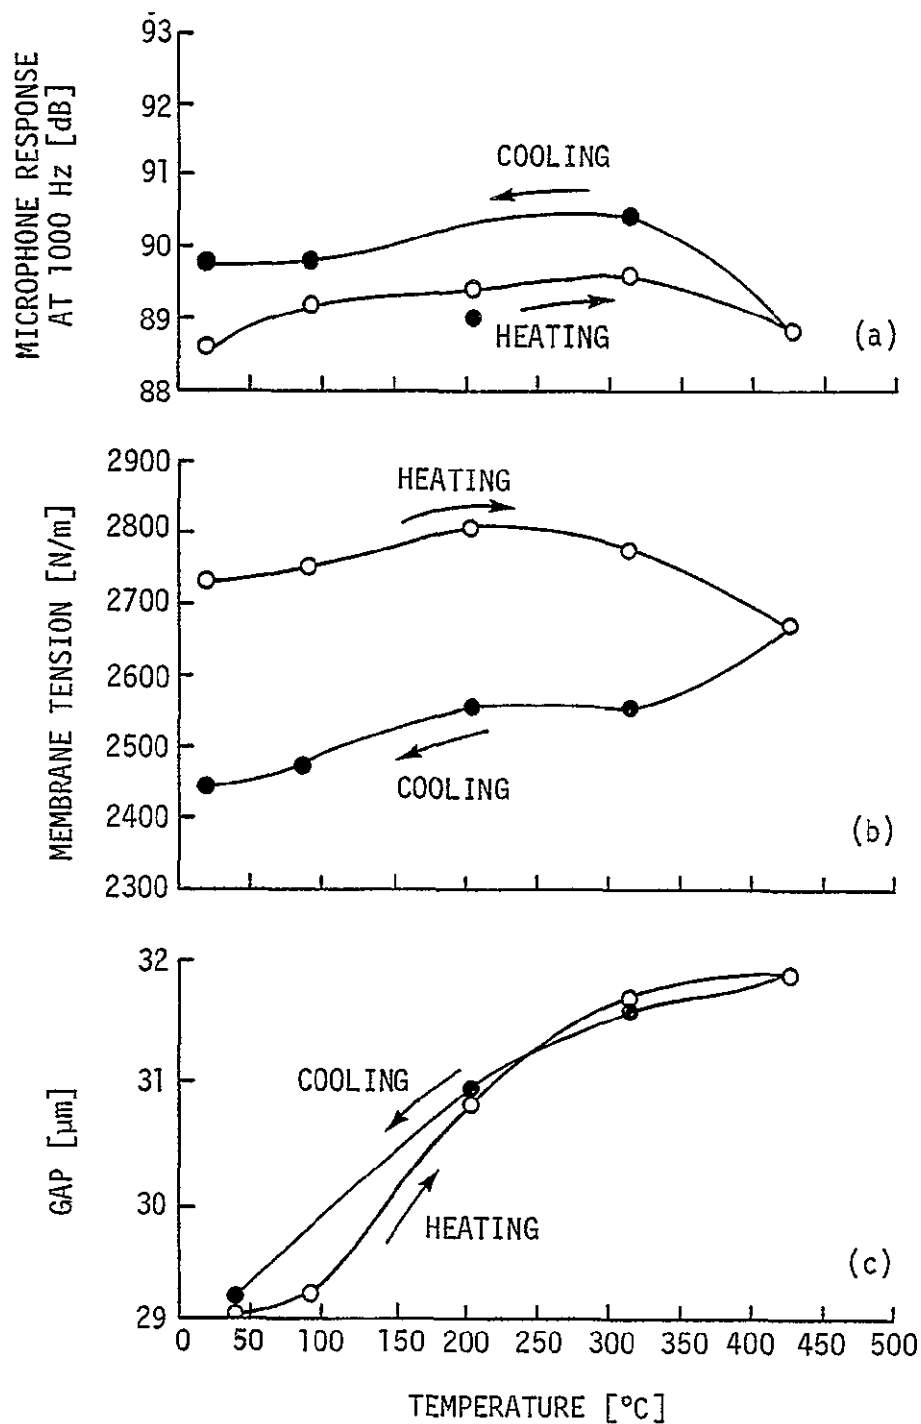 MICROPHONE RESPONSE
AT 1000 Hz [dB]
93
92
91
90
89
88
COOLING
HEATING
(a)
MEMBRANE TENSION [N/m]
2900
2800
2700
2600
2500
2400
2300
HEATING
COOLING
(b)
GAP [µm]
32
31
30
29
COOLING
HEATING
(c)
0 50 100 150 200 250 300 350 400 450 500
TEMPERATURE [°C]